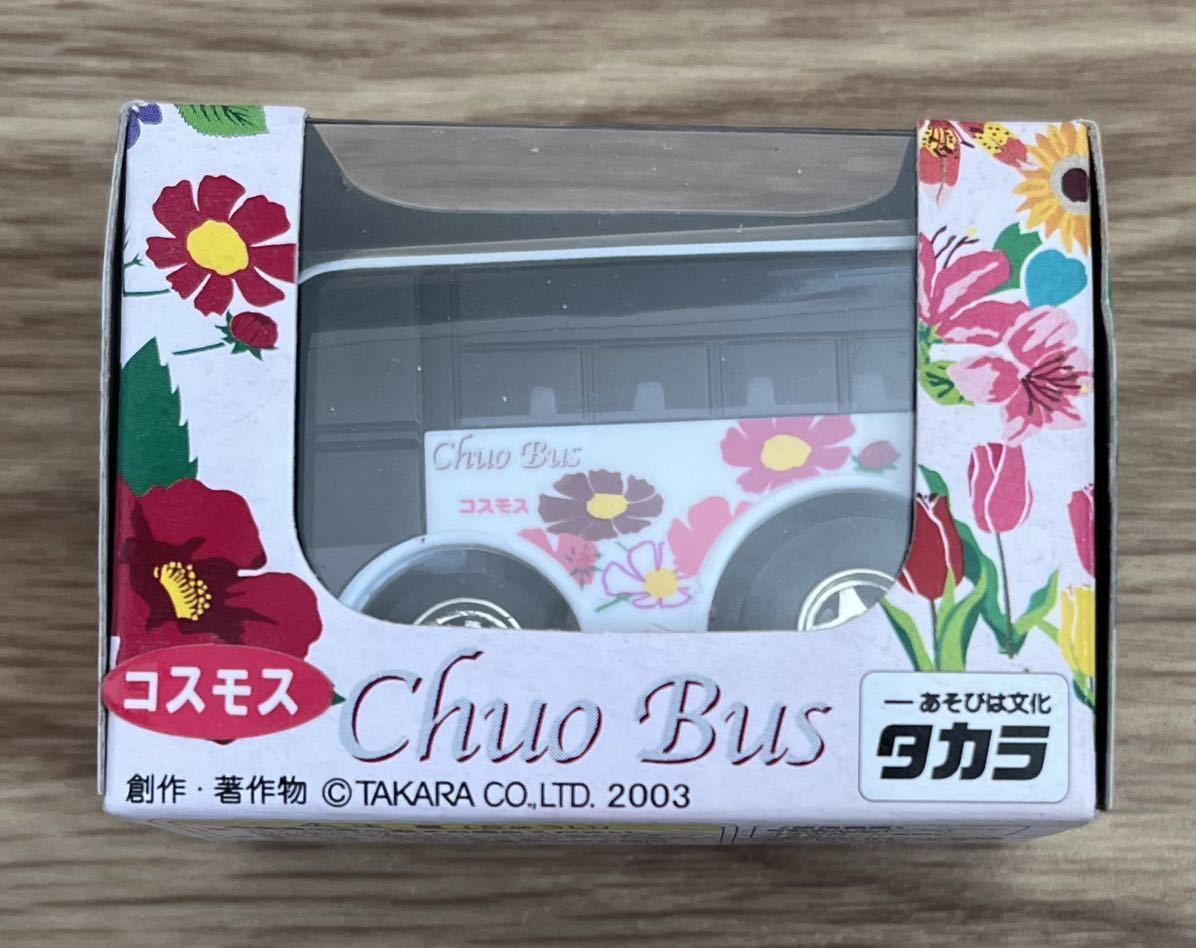 Chuo Bus
コスモス
コスモス
Chuo Bus
ーあそびは文化
タカラ
創作・著作物 ©TAKARA CO.,LTD. 2003